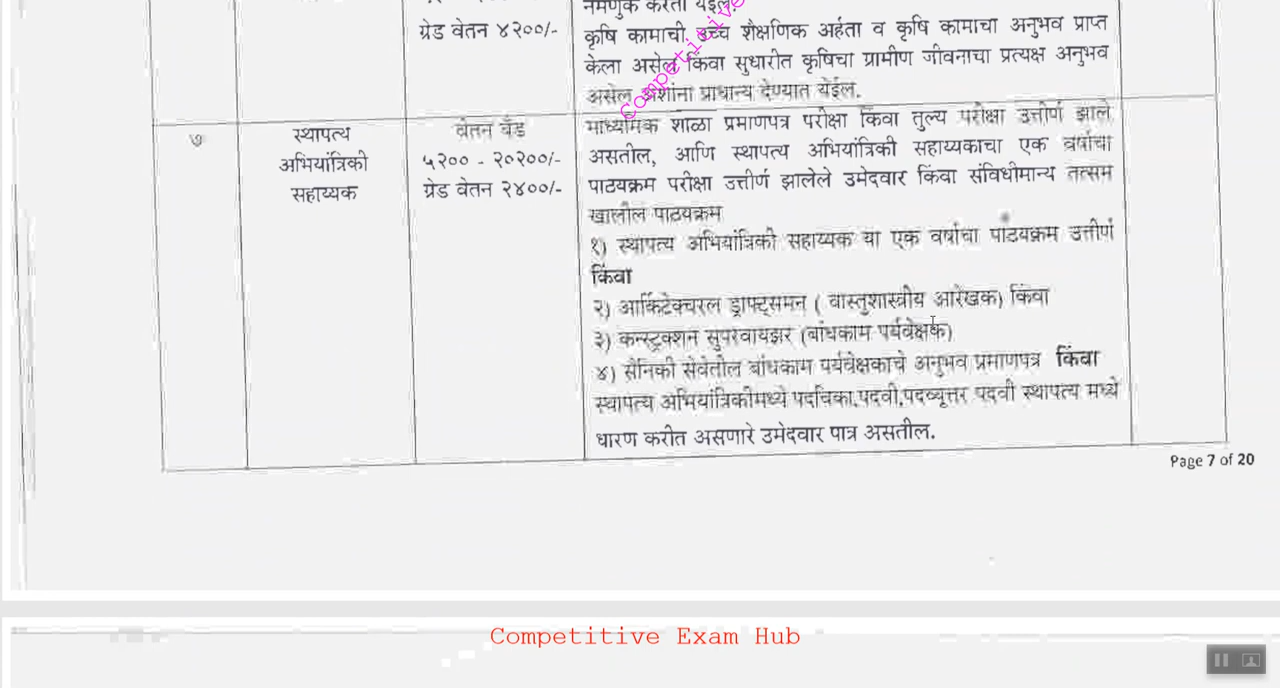 नेमणुक करता येईल.
ग्रेड वेतन ४२००/-
कृषि कामाची उच्च शैक्षणिक अर्हता व कृषि कामाचा अनुभव प्राप्त
केला असेल किंवा सुधारीत कृषिचा ग्रामीण जीवनाचा प्रत्यक्ष अनुभव
असेल अशांना प्राधान्य देण्यात येईल.
Competitive
७
स्थापत्य
अभियांत्रिकी
सहाय्यक
वेतन बँड
५२०० - २०२००/-
ग्रेड वेतन २४००/-
माध्यमिक शाळा प्रमाणपत्र परीक्षा किंवा तुल्य परीक्षा उत्तीर्ण झाले
असतील, आणि स्थापत्य अभियांत्रिकी सहाय्यकाचा एक वर्षाचा
पाठयक्रम परीक्षा उत्तीर्ण झालेले उमेदवार किंवा संविधीमान्य तत्सम
खालील पाठयक्रम
१) स्थापत्य अभियांत्रिकी सहाय्यक या एक वर्षाचा पाठयक्रम उत्तीर्ण
किंवा
२) आर्किटेक्चरल ड्राफ्ट्समन ( वास्तुशास्त्रीय आरेखक) किंवा
३) कन्स्ट्रक्शन सुपरवायझर (बांधकाम पर्यवेक्षक)
४) सैनिकी सेवेतील बांधकाम पर्यवेक्षकाचे अनुभव प्रमाणपत्र किंवा
स्थापत्य अभियांत्रिकीमध्ये पदविका,पदवी,पदव्यूत्तर पदवी स्थापत्य मध्ये
धारण करीत असणारे उमेदवार पात्र असतील.
Page 7 of 20
Competitive Exam Hub